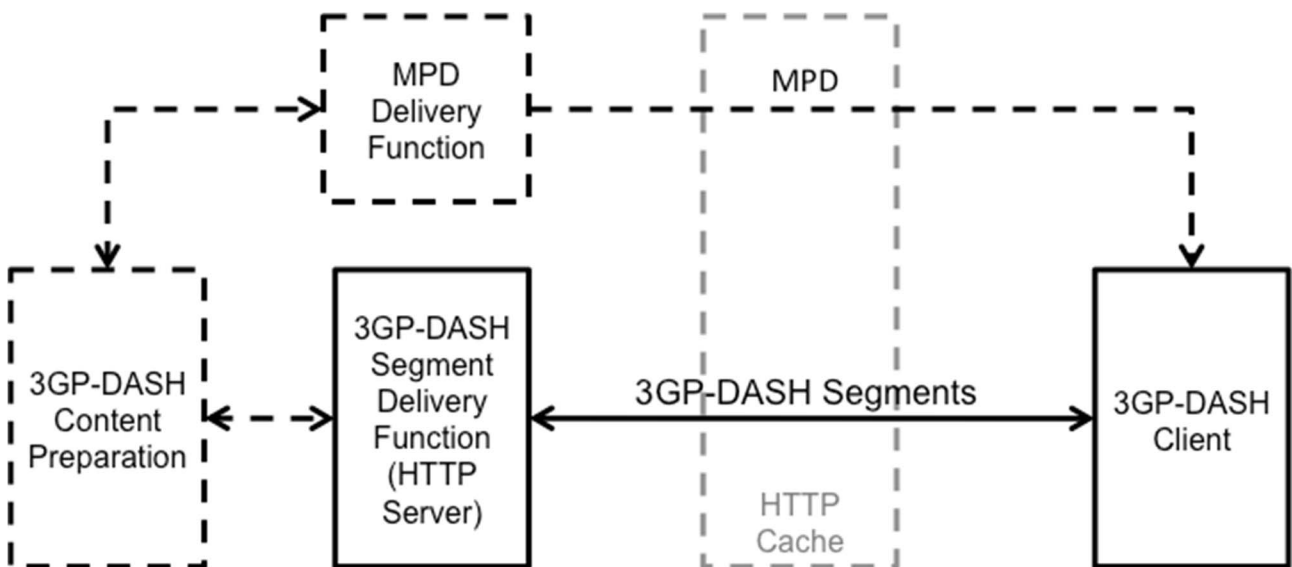 MPD
Delivery
Function
MPD
3GP-DASH
Content
Preparation
3GP-DASH
Segment
Delivery
Function
(HTTP
Server)
3GP-DASH Segments
HTTP
Cache
3GP-DASH
Client